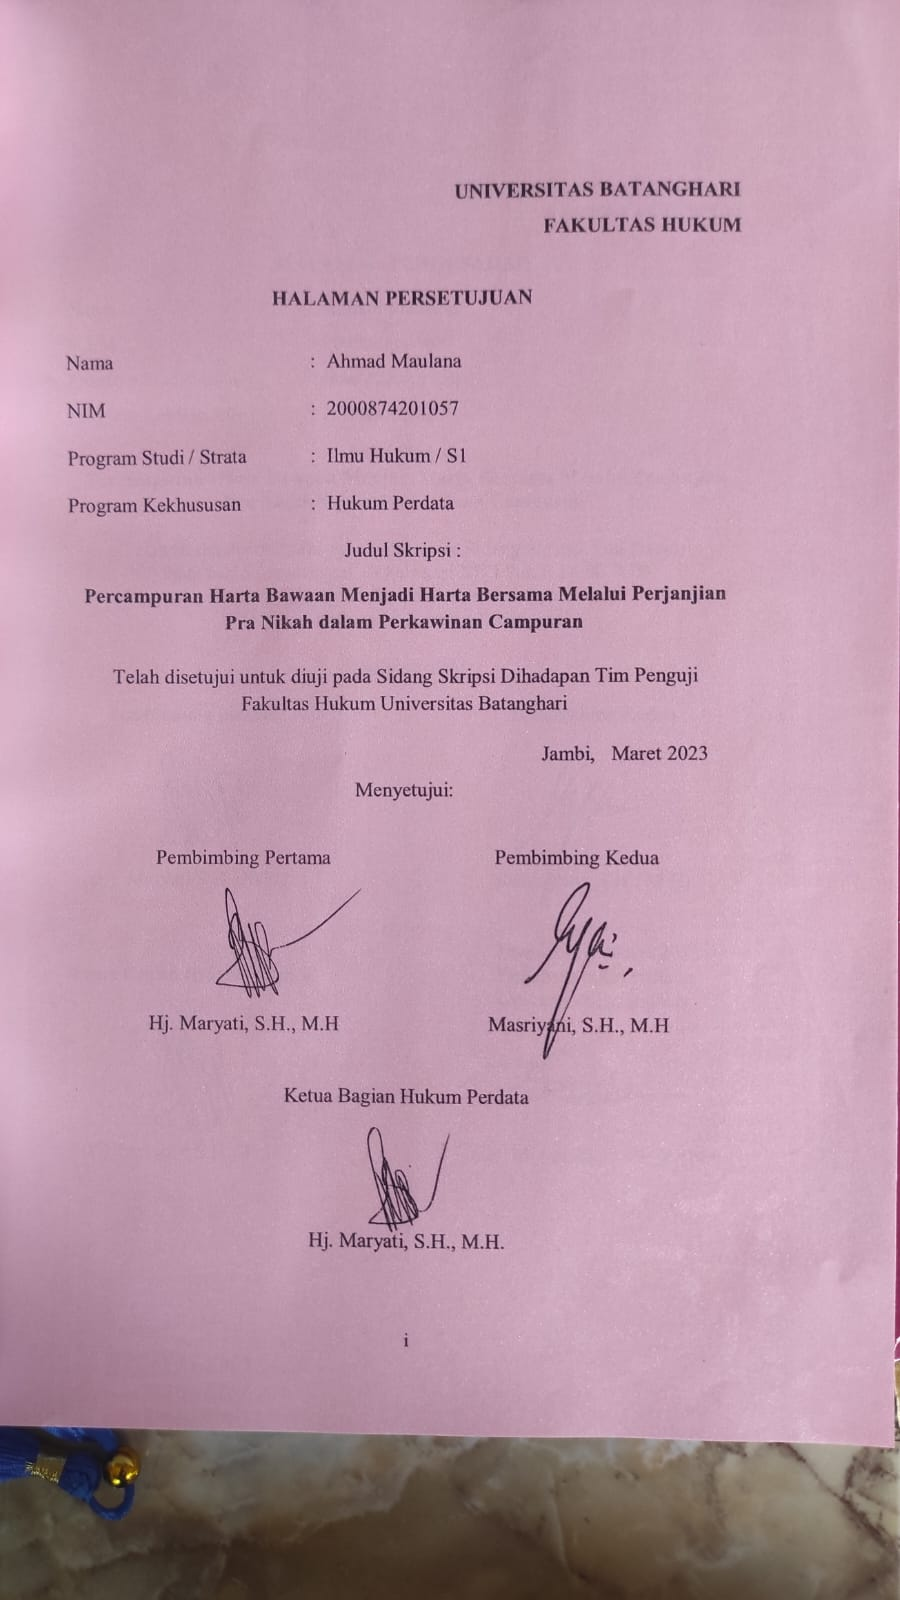 UNIVERSITAS BATANGHARI
FAKULTAS HUKUM
HALAMAN PERSETUJUAN
Nama : Ahmad Maulana
NIM : 2000874201057
Program Studi / Strata : Ilmu Hukum / S1
Program Kekhususan : Hukum Perdata
Judul Skripsi :
Percampuran Harta Bawaan Menjadi Harta Bersama Melalui Perjanjian
Pra Nikah dalam Perkawinan Campuran
Telah disetujui untuk diuji pada Sidang Skripsi Dihadapan Tim Penguji
Fakultas Hukum Universitas Batanghari
Jambi, Maret 2023
Menyetujui:
Pembimbing Pertama Pembimbing Kedua
Hj. Maryati, S.H., M.H Masriyani, S.H., M.H
Ketua Bagian Hukum Perdata
Hj. Maryati, S.H., M.H.
i